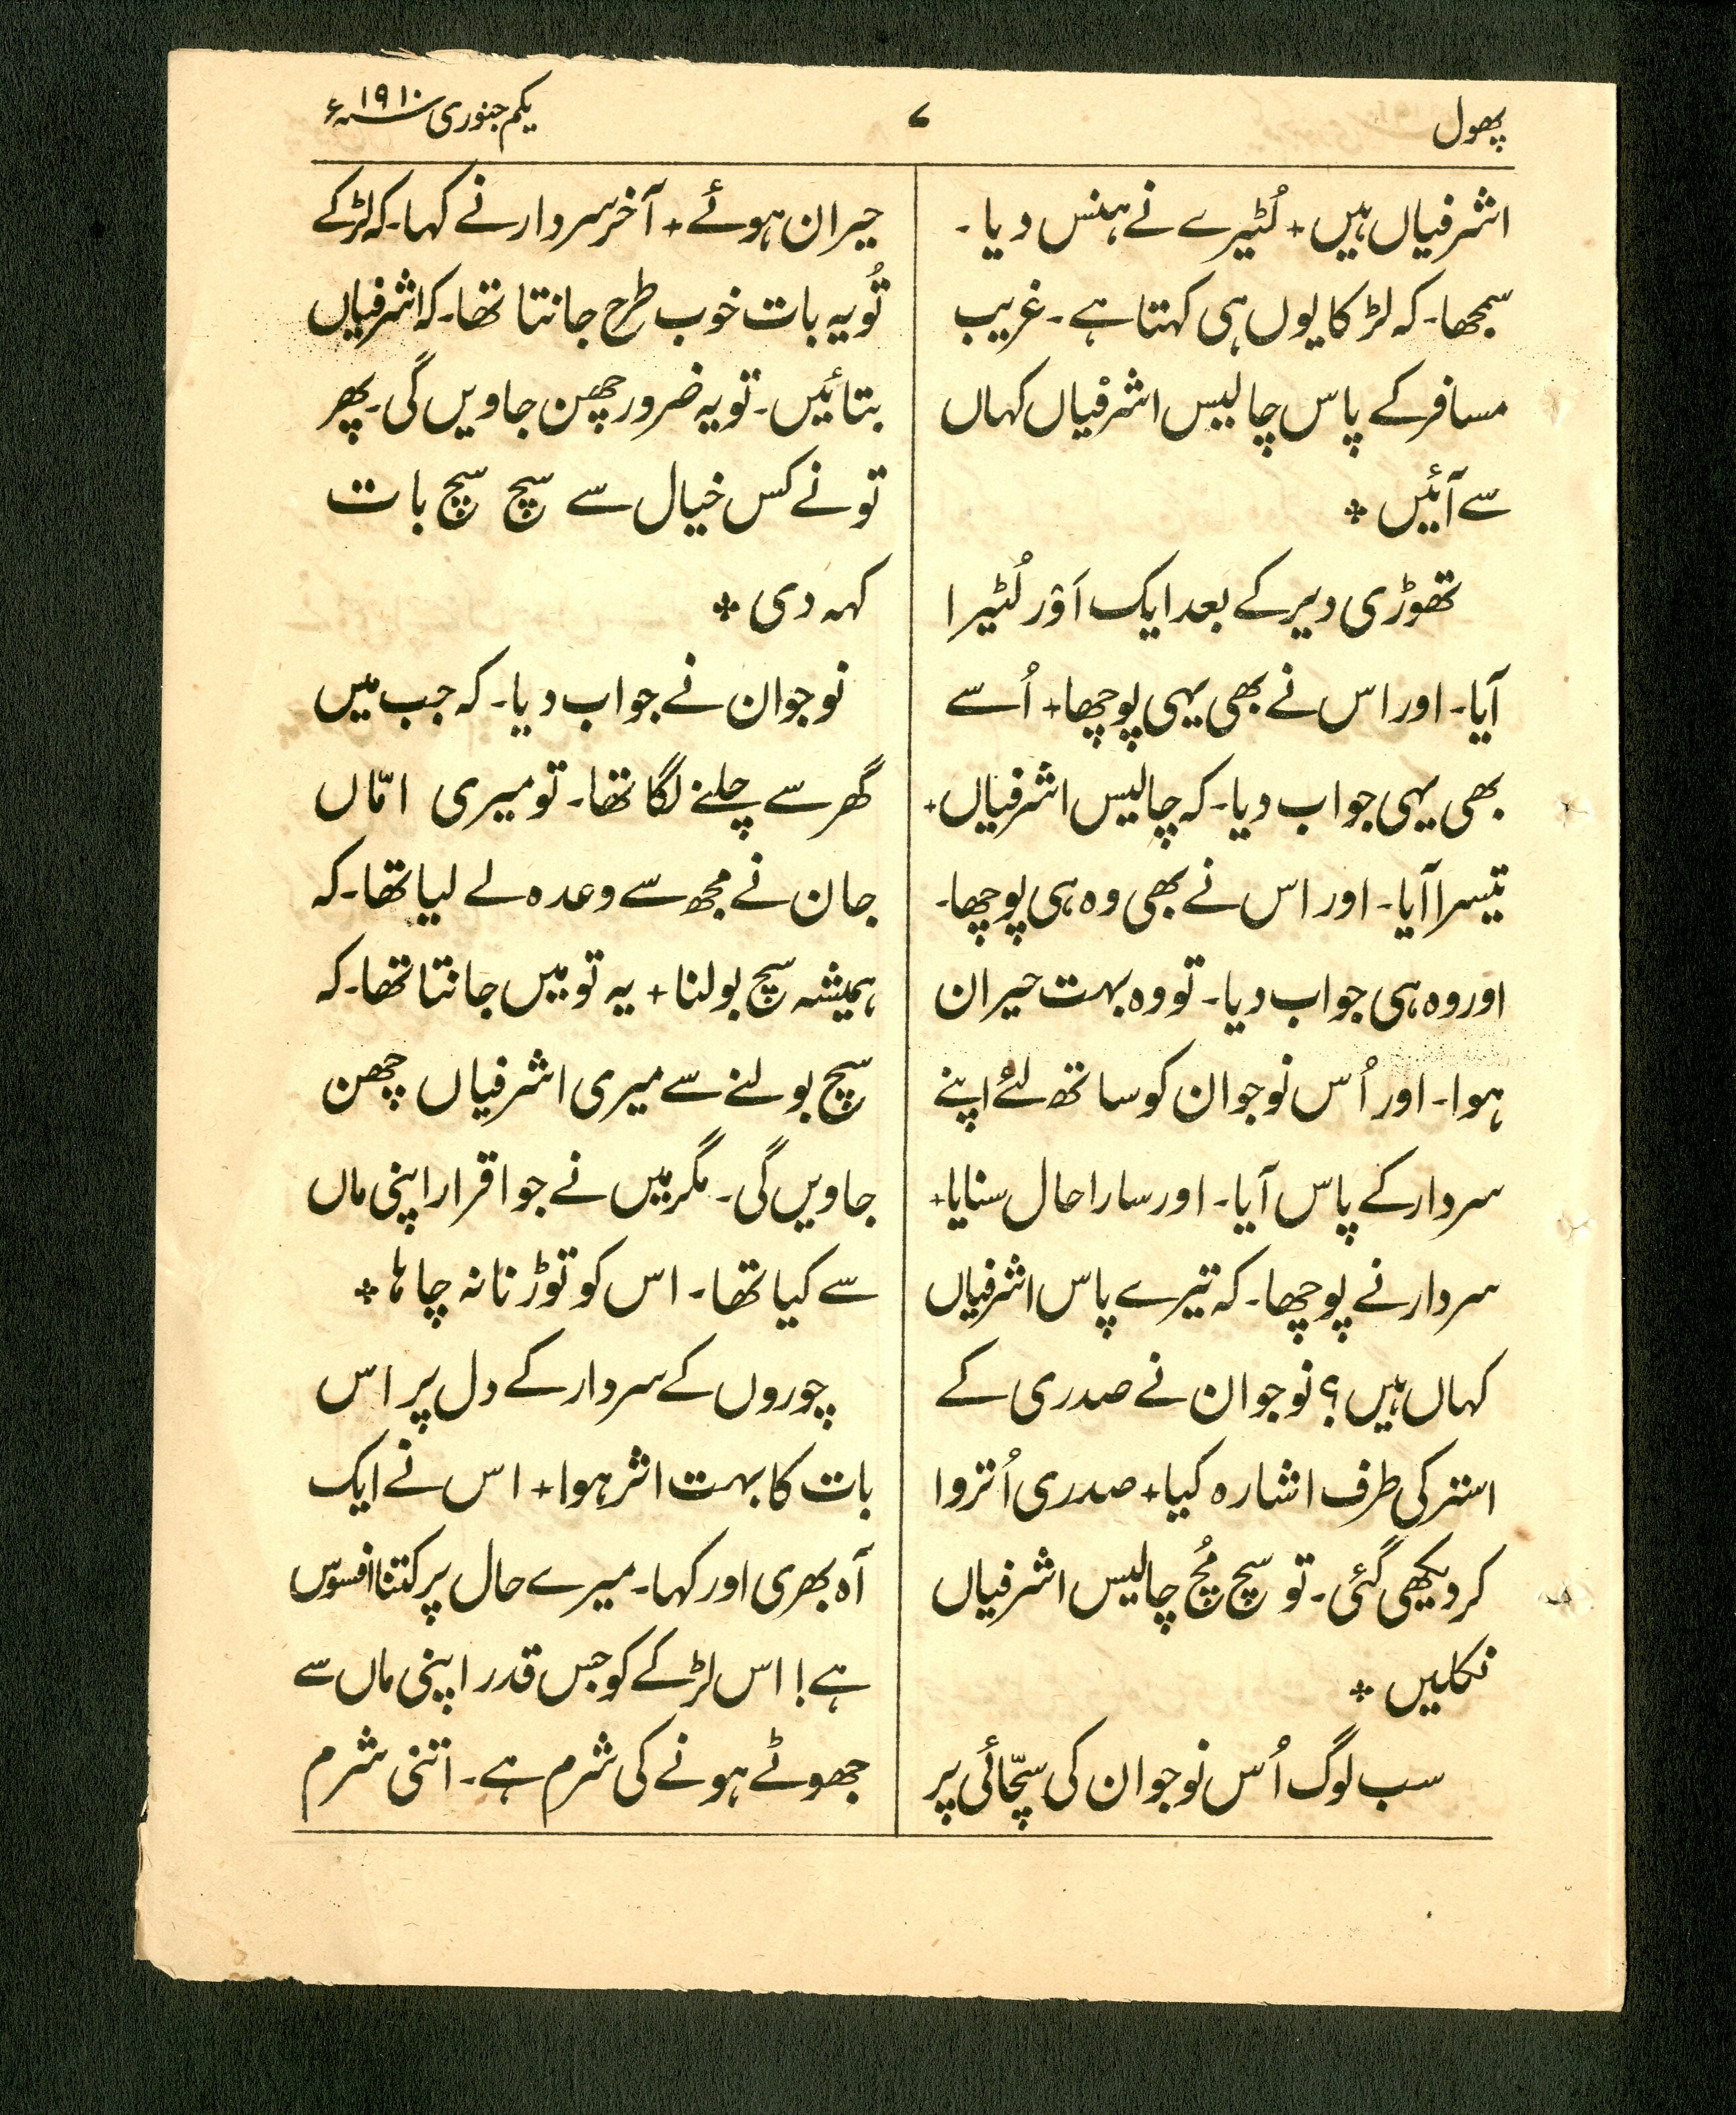 پھول
۷
یکم جنوری ۱۹۱۰ء
اشرفیاں ہیں + لُٹیرے نے ہنس دیا ۔
سمجھا ۔ کہ لڑکا یوں ہی کہتا ہے ۔ غریب
مسافر کے پاس چالیس اشرفیاں کہاں
سے آئیں ⁜
تھوڑی دیر کے بعد ایک اَوْر لُٹیرا
آیا ۔ اور اس نے بھی یہی پوچھا + اُسے
بھی یہی جواب دیا ۔ کہ چالیس اشرفیاں +
تیسرا آیا ۔ اور اس نے بھی وہ ہی پوچھا ۔
اور وہ ہی جواب دیا ۔ تو وہ بہت حیران
ہوا ۔ اور اُس نوجوان کو ساتھ لئے اپنے
سردار کے پاس آیا ۔ اور سارا حال سنایا +
سردار نے پوچھا ۔ کہ تیرے پاس اشرفیاں
کہاں ہیں ؟ نوجوان نے صدری کے
استر کی طرف اشارہ کیا + صدری اُتروا
کر دیکھی گئی ۔ تو سچ مُچ چالیس اشرفیاں
نکلیں ⁜
سب لوگ اُس نوجوان کی سچّائی پر
حیران ہوئے + آخر سردار نے کہا ۔ کہ لڑکے
تُو یہ بات خوب طرح جانتا تھا ۔ کہ اشرفیاں
بتائیں ۔ تو یہ ضرور چھن جاویں گی ۔ پھر
تو نے کس خیال سے سچ سچ بات
کہہ دی ⁜
نوجوان نے جواب دیا ۔ کہ جب میں
گھر سے چلنے لگا تھا ۔ تو میری امّاں
جان نے مجھ سے وعدہ لے لیا تھا ۔ کہ
ہمیشہ سچ بولنا + یہ تو میں جانتا تھا ۔ کہ
سچ بولنے سے میری اشرفیاں چھن
جاویں گی ۔ مگر میں نے جو اقرار اپنی ماں
سے کیا تھا ۔ اس کو توڑنا نہ چاہا ⁜
چوروں کے سردار کے دل پر اس
بات کا بہت اثر ہوا + اس نے ایک
آہ بھری اور کہا ۔ میرے حال پر کتنا افسوس
ہے ! اس لڑکے کو جس قدر اپنی ماں سے
جھوٹے ہونے کی شرم ہے ۔ اتنی شرم